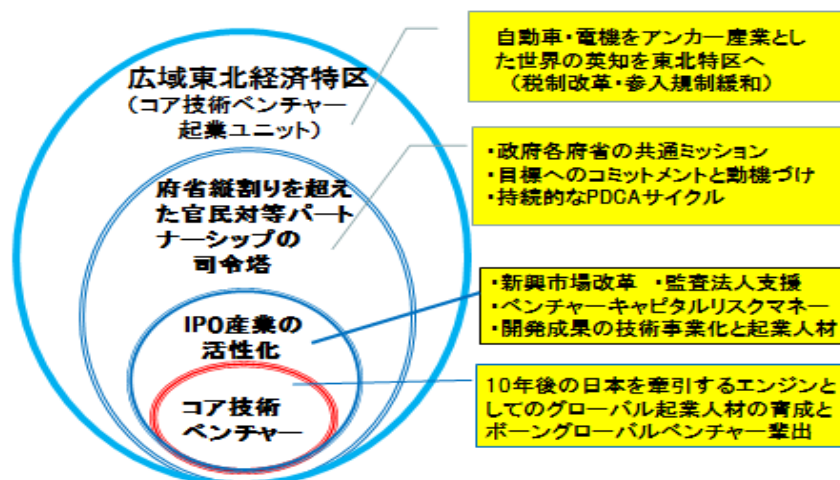 広域東北経済特区
（コア技術ベンチャー
起業ユニット）
府省縦割りを超え
た官民対等パート
ナーシップの
司令塔
IPO産業の
活性化
コア技術
ベンチャー
自動車・電機をアンカー産業とし
た世界の英知を東北特区へ
（税制改革・参入規制緩和）
・政府各府省の共通ミッション
・目標へのコミットメントと動機づけ
・持続的なPDCAサイクル
・新興市場改革　・監査法人支援
・ベンチャーキャピタルリスクマネー
・開発成果の技術事業化と起業人材
10年後の日本を牽引するエンジンと
してのグローバル起業人材の育成と
ボーングローバルベンチャー輩出